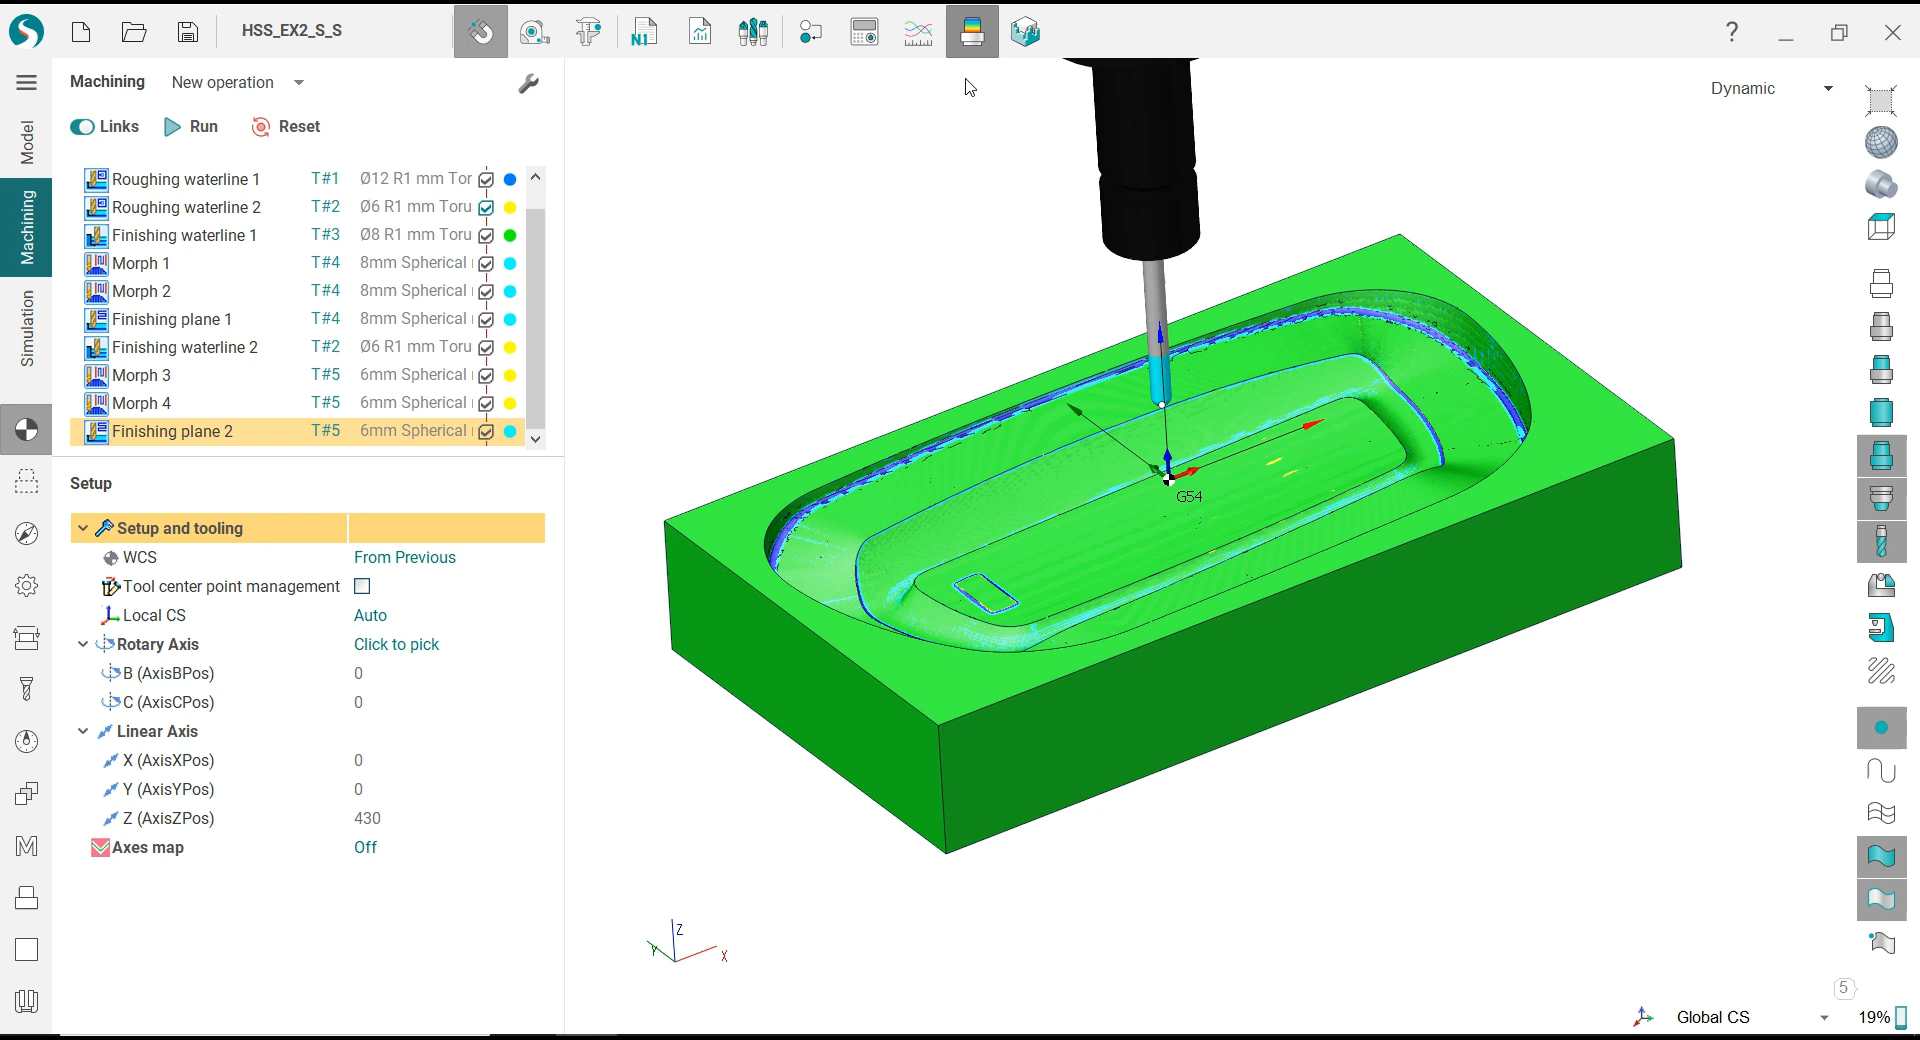 HSS_EX2_S_S
N1
?
Machining New operation
Dynamic
Links Run Reset
Model
Machining
Simulation
Roughing waterline 1 T#1 Ø12 R1 mm Tor
Roughing waterline 2 T#2 Ø6 R1 mm Toru
Finishing waterline 1 T#3 Ø8 R1 mm Toru
Morph 1 T#4 8mm Spherical
Morph 2 T#4 8mm Spherical
Finishing plane 1 T#4 8mm Spherical
Finishing waterline 2 T#2 Ø6 R1 mm Toru
Morph 3 T#5 6mm Spherical
Morph 4 T#5 6mm Spherical
Finishing plane 2 T#5 6mm Spherical
Setup
Setup and tooling
WCS From Previous
Tool center point management
Local CS Auto
Rotary Axis Click to pick
B (AxisBPos) 0
C (AxisCPos) 0
Linear Axis
X (AxisXPos) 0
Y (AxisYPos) 0
Z (AxisZPos) 430
Axes map Off
G54
Z
Y
X
5
Global CS 19%